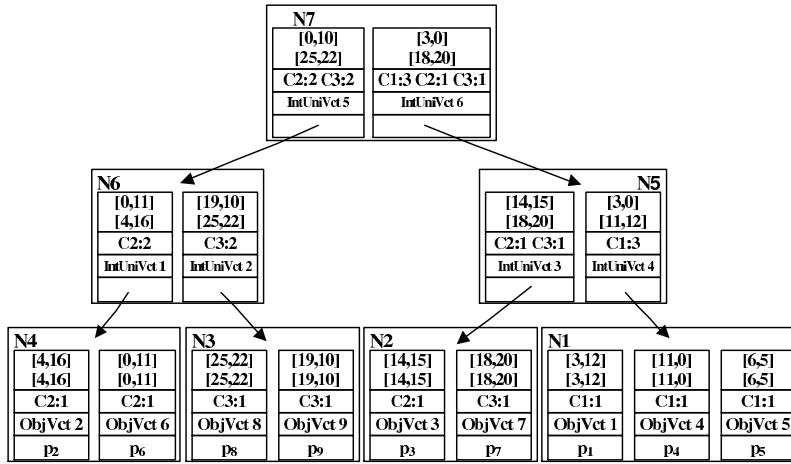 N7
[0,10]
[25,22]
C2:2 C3:2
IntUniVct 5
[3,0]
[18,20]
C1:3 C2:1 C3:1
IntUniVct 6
N6
[0,11]
[4,16]
C2:2
IntUniVct 1
[19,10]
[25,22]
C3:2
IntUniVct 2
N5
[14,15]
[18,20]
C2:1 C3:1
IntUniVct 3
[3,0]
[11,12]
C1:3
IntUniVct 4
N4
[4,16]
[4,16]
C2:1
ObjVct 2
p2
[0,11]
[0,11]
C2:1
ObjVct 6
p6
N3
[25,22]
[25,22]
C3:1
ObjVct 8
p8
[19,10]
[19,10]
C3:1
ObjVct 9
p9
N2
[14,15]
[14,15]
C2:1
ObjVct 3
p3
[18,20]
[18,20]
C3:1
ObjVct 7
p7
N1
[3,12]
[3,12]
C1:1
ObjVct 1
p1
[11,0]
[11,0]
C1:1
ObjVct 4
p4
[6,5]
[6,5]
C1:1
ObjVct 5
p5